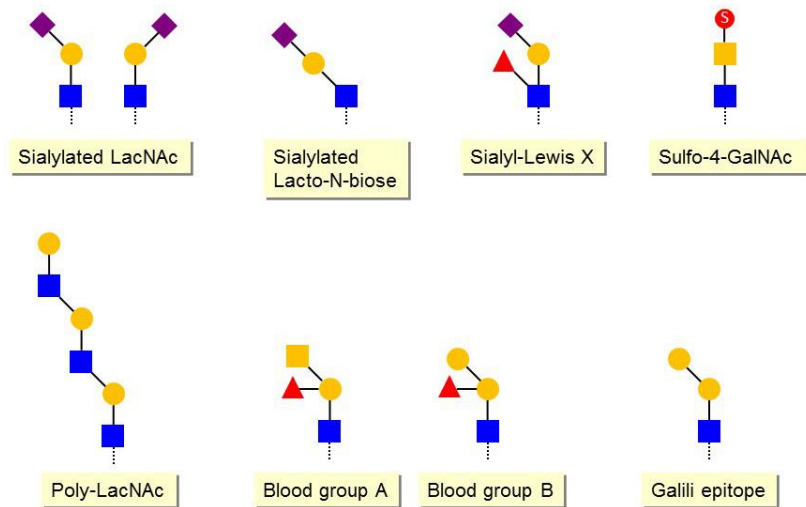 S
Sialylated LacNAc
Sialylated
Lacto-N-biose
Sialyl-Lewis X
Sulfo-4-GalNAc
Poly-LacNAc
Blood group A
Blood group B
Galili epitope